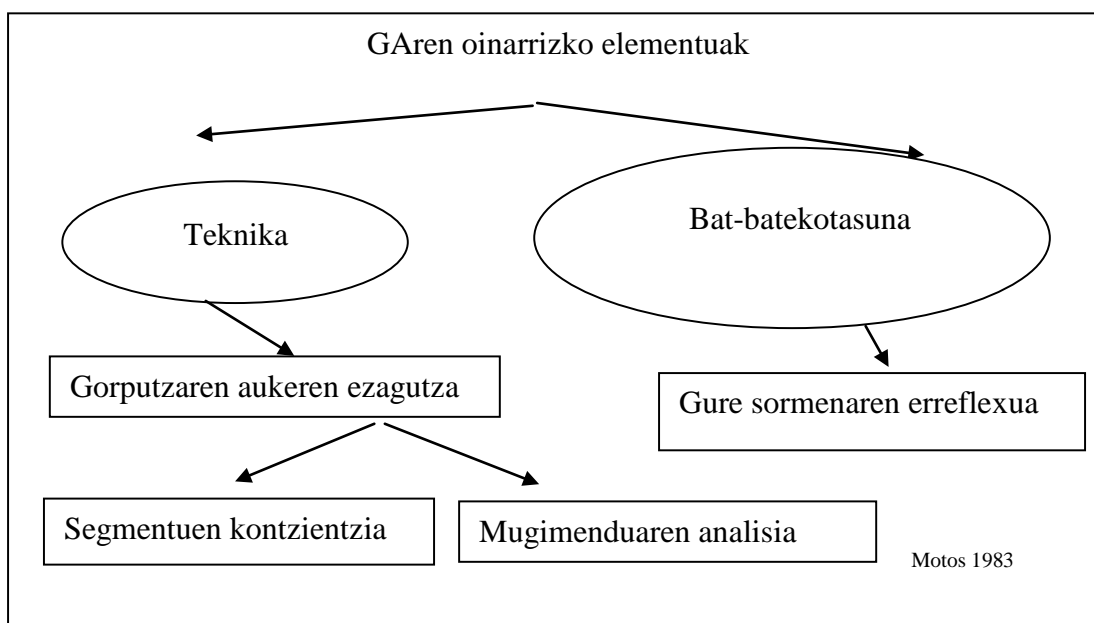 GAren oinarrizko elementuak
Teknika
Bat-batekotasuna
Gorputzaren aukeren ezagutza
Gure sormenaren erreflexua
Segmentuen kontzientzia
Mugimenduaren analisia
Motos 1983